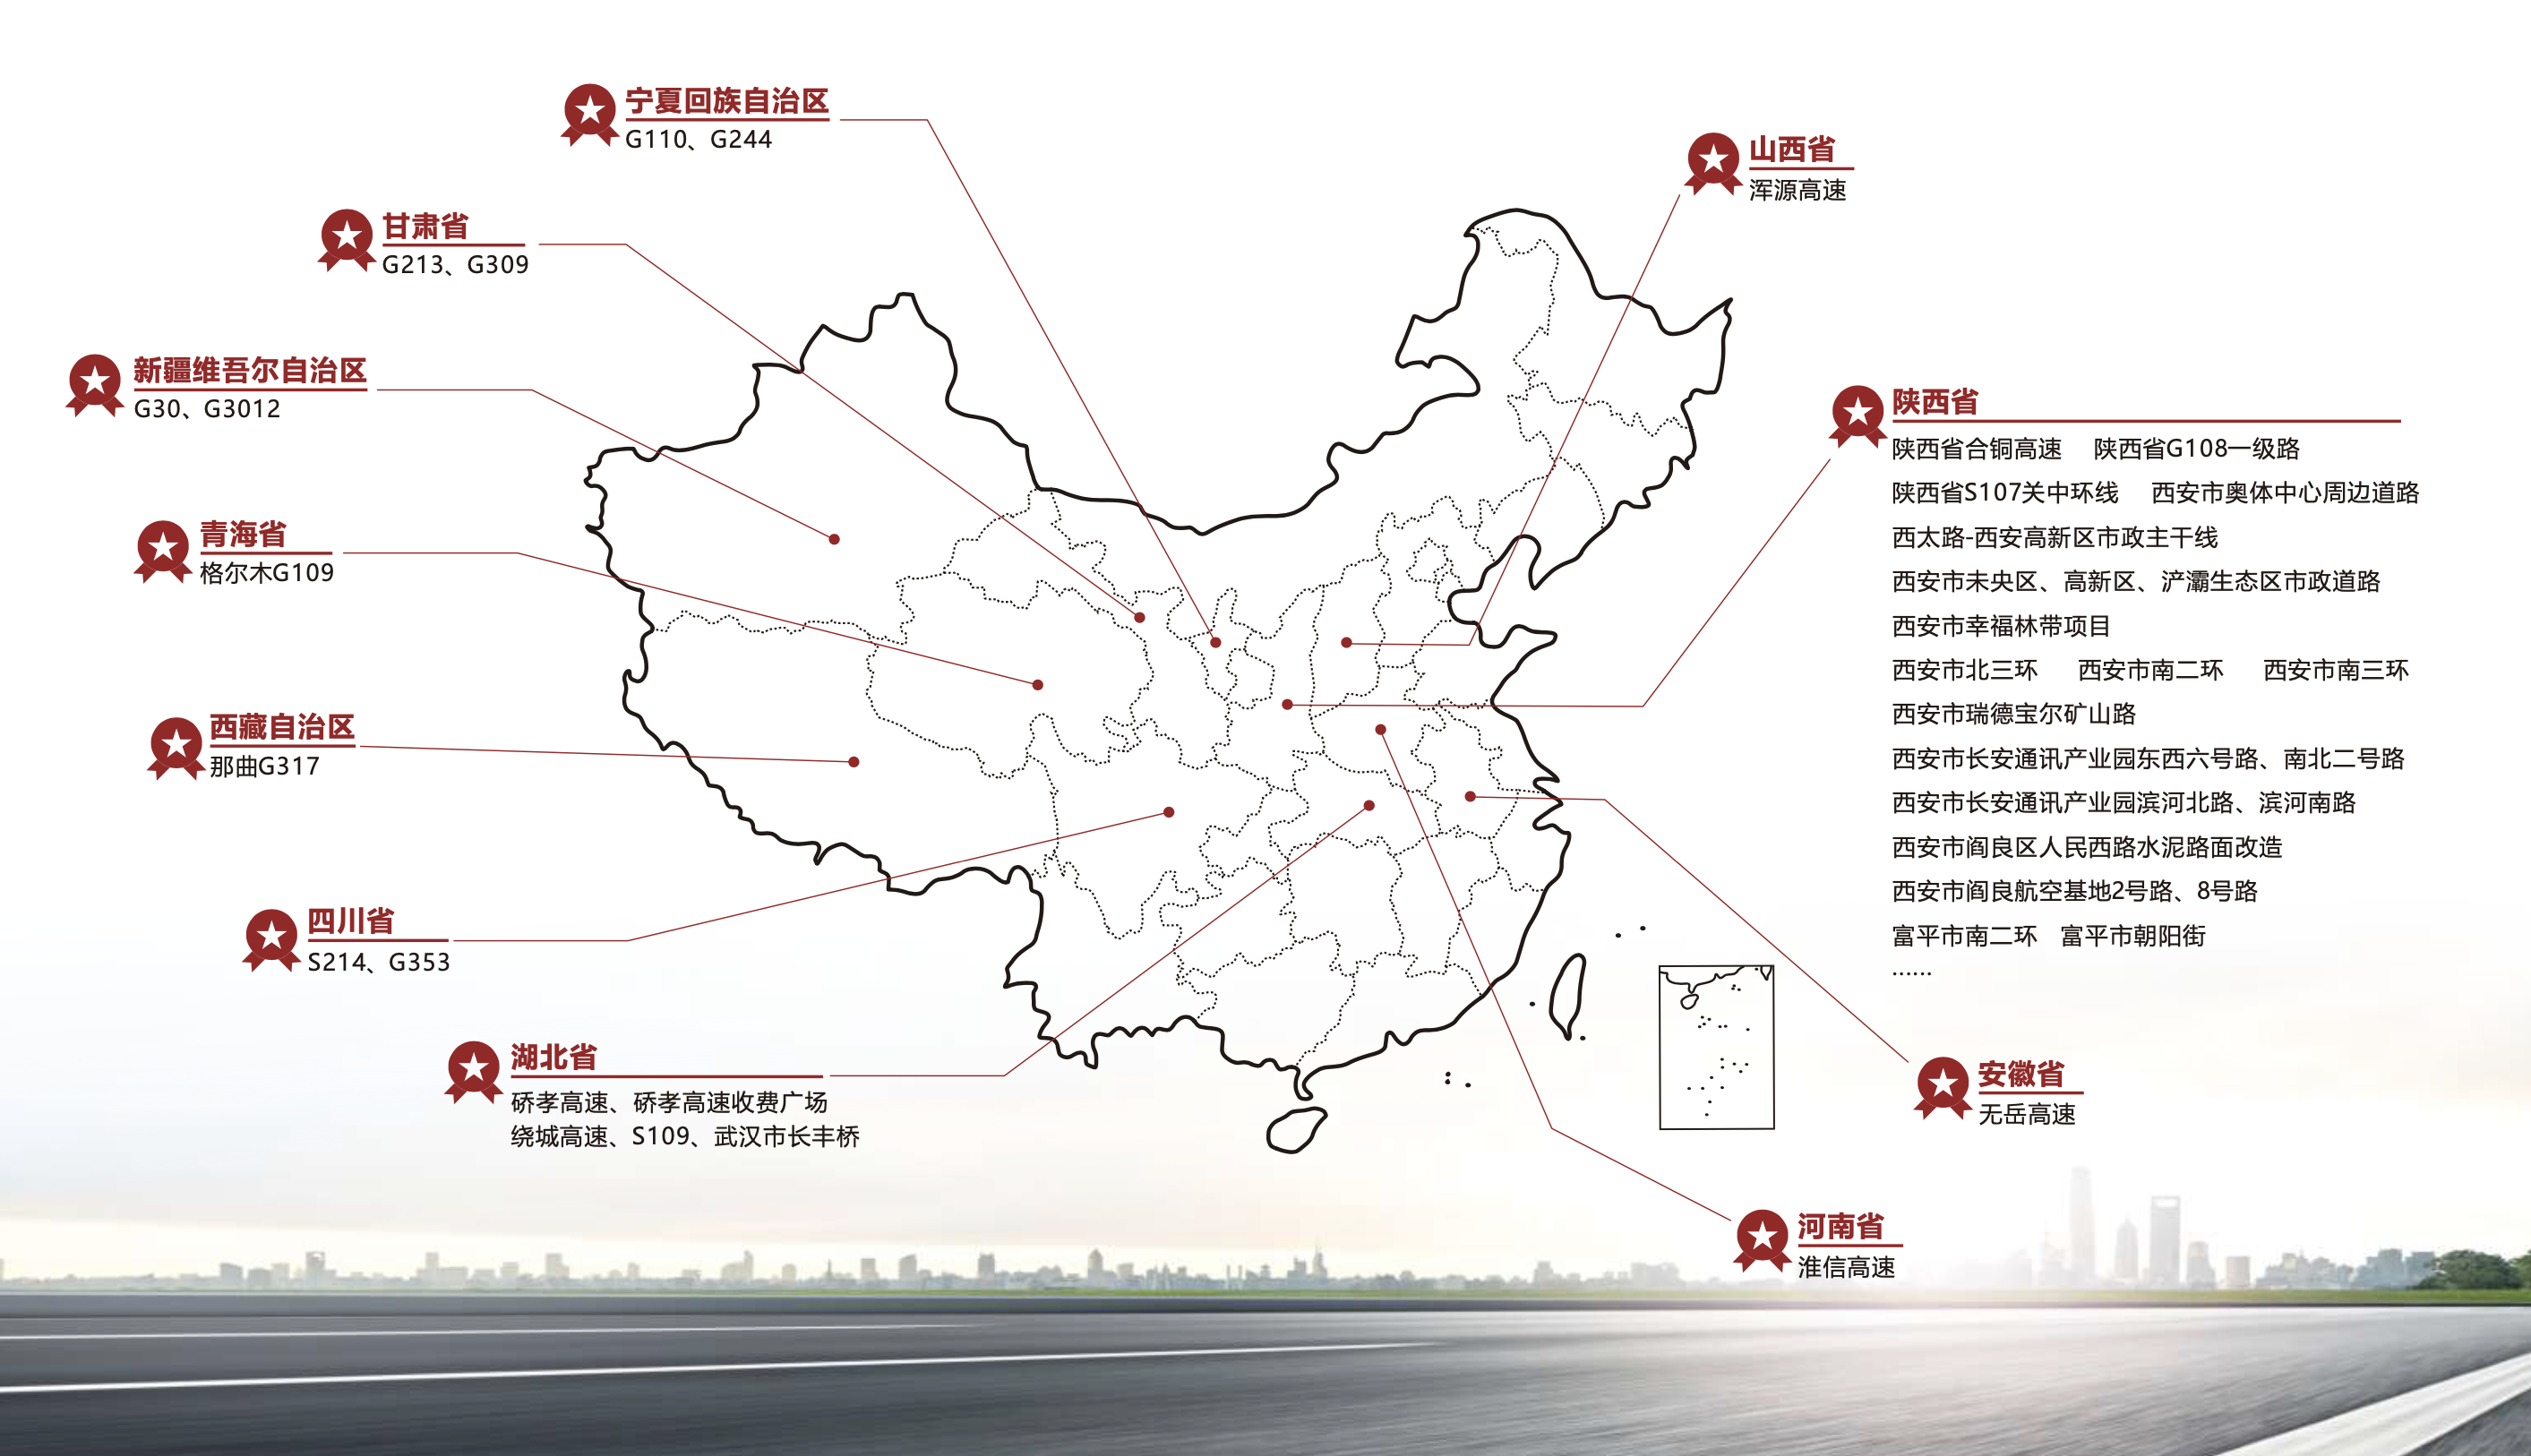 宁夏回族自治区
G110、G244
甘肃省
G213、G309
新疆维吾尔自治区
G30、G3012
青海省
格尔木G109
西藏自治区
那曲G317
四川省
S214、G353
湖北省
硚孝高速、硚孝高速收费广场
绕城高速、S109、武汉市长丰桥
山西省
浑源高速
陕西省
陕西省合铜高速 陕西省G108一级路
陕西省S107关中环线 西安市奥体中心周边道路
西太路-西安高新区市政主干线
西安市未央区、高新区、浐灞生态区市政道路
西安市幸福林带项目
西安市北三环 西安市南二环 西安市南三环
西安市瑞德宝尔矿山路
西安市长安通讯产业园东西六号路、南北二号路
西安市长安通讯产业园滨河北路、滨河南路
西安市阎良区人民西路水泥路面改造
西安市阎良航空基地2号路、8号路
富平市南二环 富平市朝阳街
······
安徽省
无岳高速
河南省
淮信高速